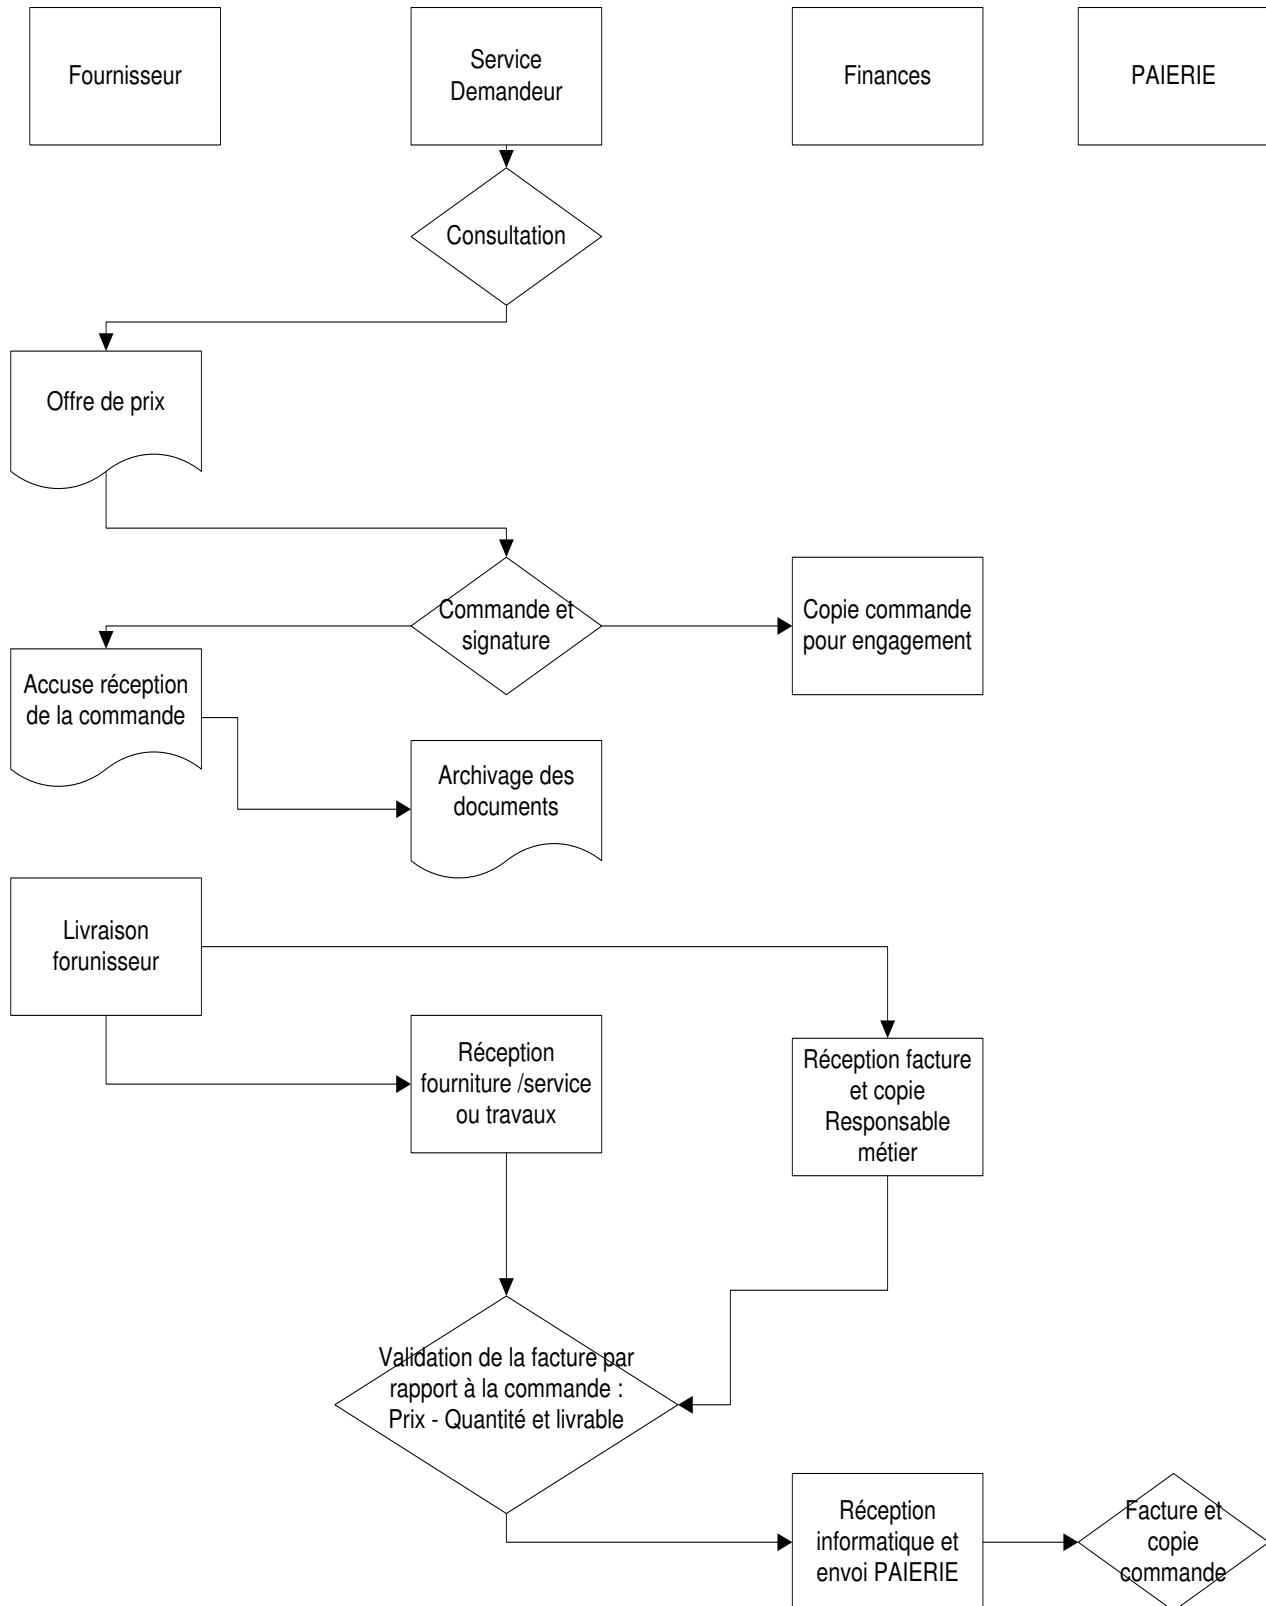 Fournisseur
Service
Demandeur
Finances
PAIERIE
Consultation
Offre de prix
Commande et
signature
Copie commande
pour engagement
Accuse réception
de la commande
Archivage des
documents
Livraison
forunisseur
Réception
fourniture /service
ou travaux
Réception facture
et copie
Responsable
métier
Validation de la facture par
rapport à la commande :
Prix - Quantité et livrable
Réception
informatique et
envoi PAIERIE
Facture et
copie
commande